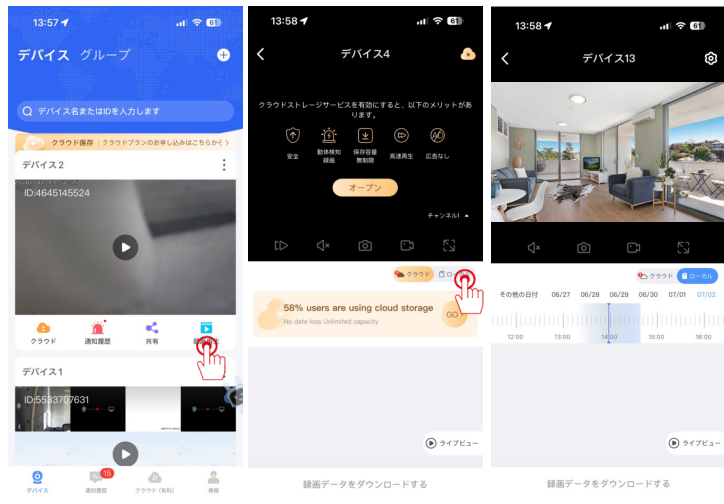 13:57
61
デバイス グループ
デバイス名またはIDを入力します
クラウド保存 | クラウドプランのお申し込みはこちらから >
デバイス2
ID:4645145524
クラウド
通知履歴
共有
デバイス1
ID:5533707631
15
デバイス
通知履歴
クラウド (有料)
情報
13:58
61
デバイス4
クラウドストレージサービスを有効にすると、以下のメリットがあ
ります。
安全
動体検知
録画
保存容量
無制限
高速再生
広告なし
オープン
チャンネル1
クラウド
58% users are using cloud storage
No data loss Unlimited capacity
GO
ライブビュー
録画データをダウンロードする
13:58
61
デバイス13
クラウド
ローカル
その他の日付 06/27 06/28 06/29 06/30 07/01 07/02
12:00 13:00 14:00 15:00 16:00
ライブビュー
録画データをダウンロードする